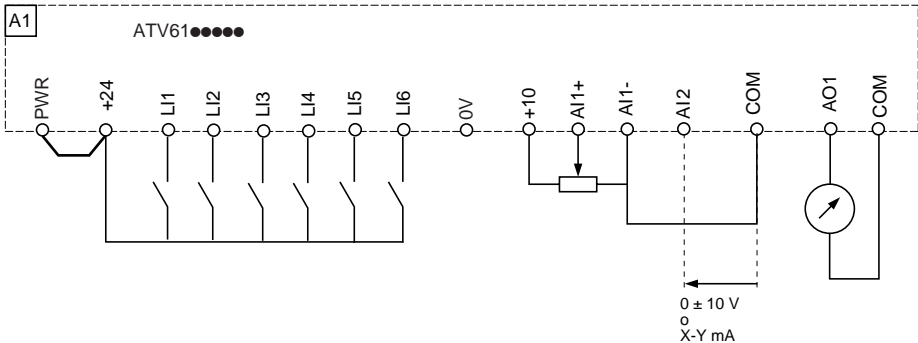 A1
ATV61●●●●●
PWR
+24
LI1
LI2
LI3
LI4
LI5
LI6
0V
+10
AI1+
AI1-
AI2
COM
AO1
COM
0 ± 10 V
o
X-Y mA